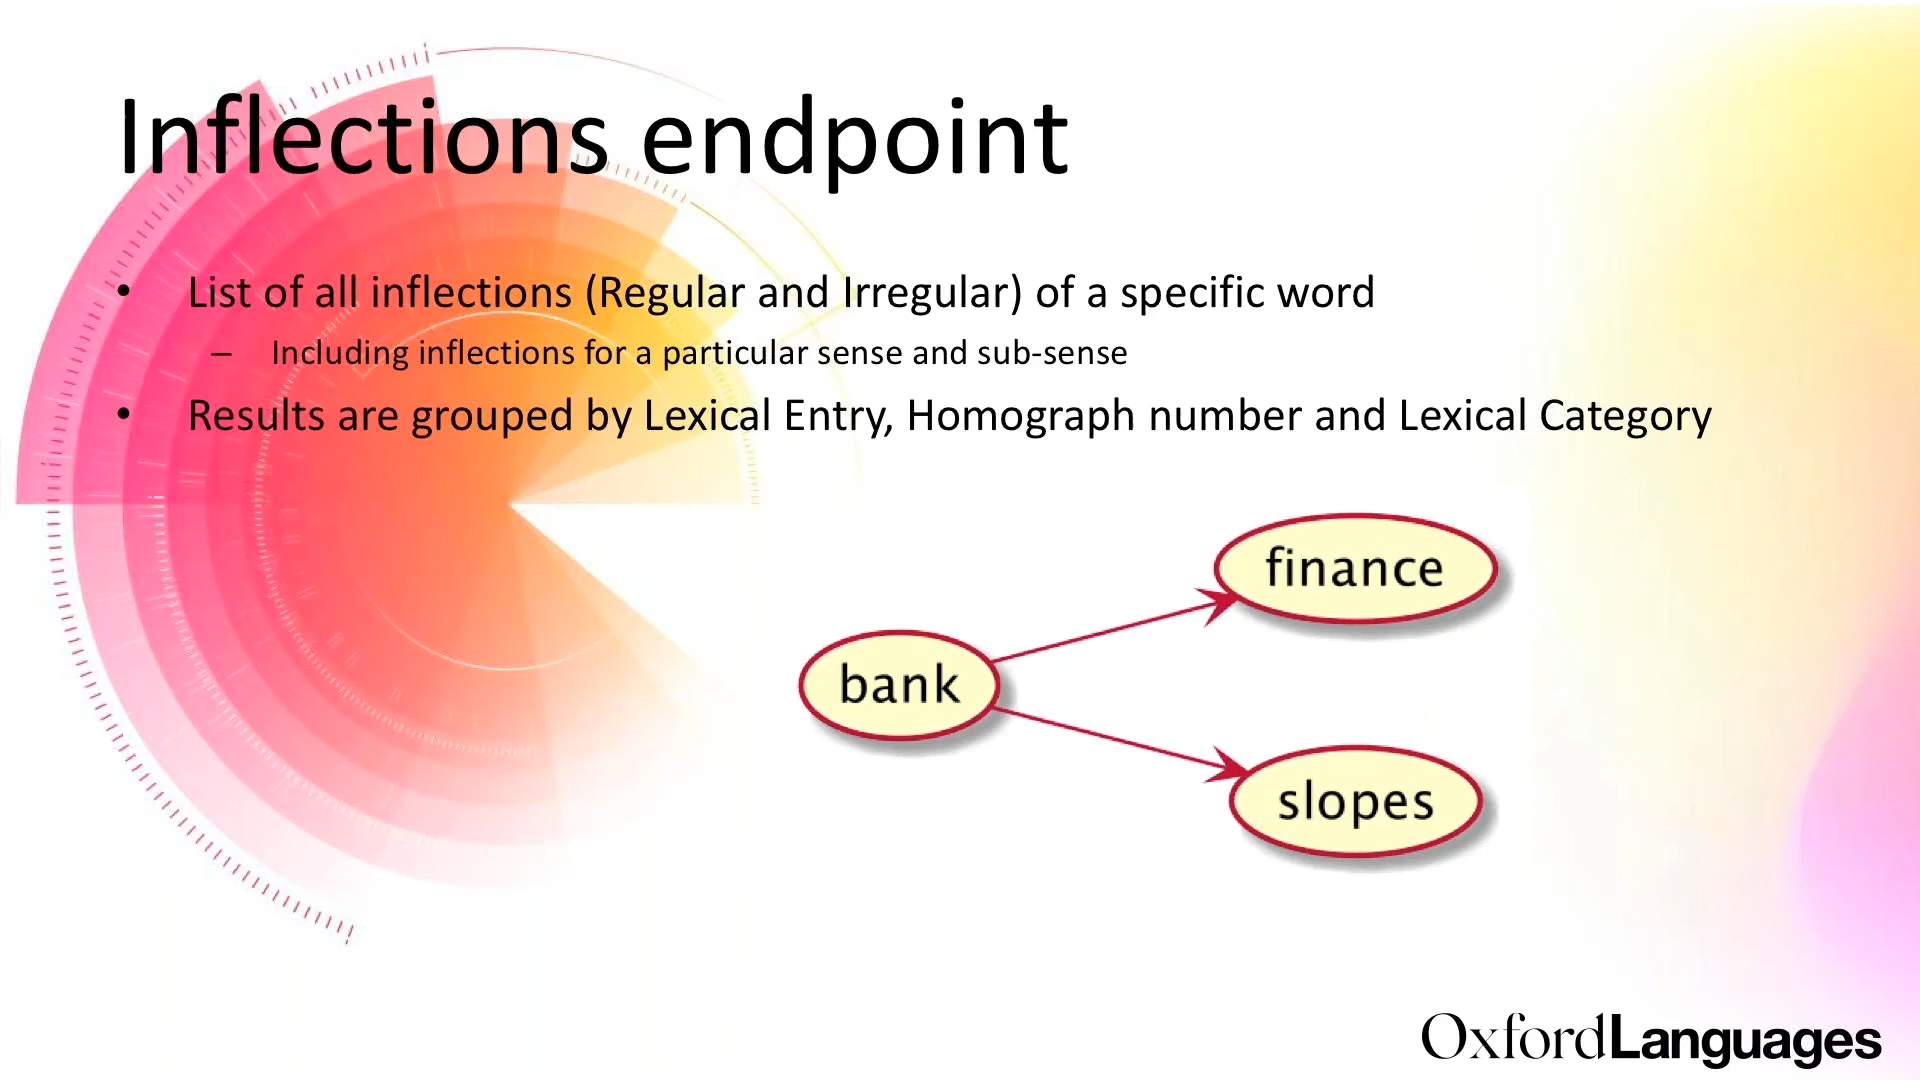 Inflections endpoint
• List of all inflections (Regular and Irregular) of a specific word
– Including inflections for a particular sense and sub-sense
• Results are grouped by Lexical Entry, Homograph number and Lexical Category
finance
bank
slopes
OxfordLanguages